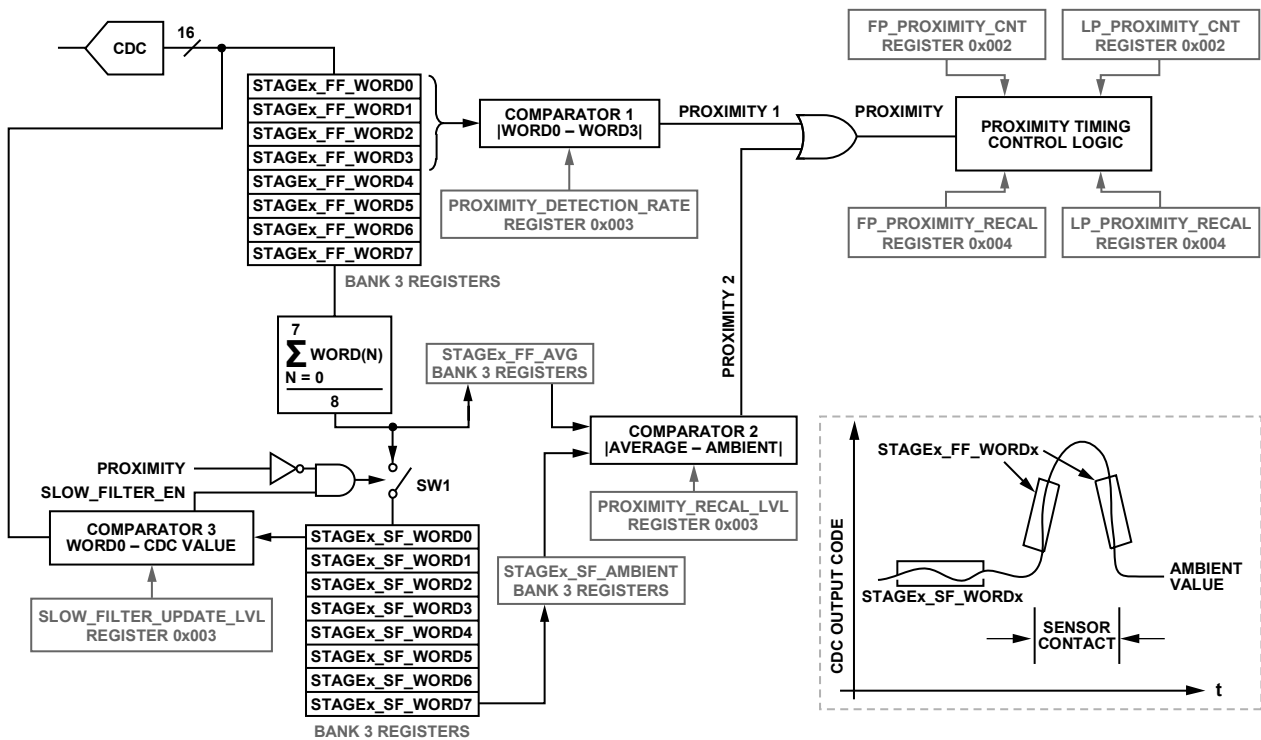 CDC
16
STAGEx_FF_WORD0
STAGEx_FF_WORD1
STAGEx_FF_WORD2
STAGEx_FF_WORD3
STAGEx_FF_WORD4
STAGEx_FF_WORD5
STAGEx_FF_WORD6
STAGEx_FF_WORD7
BANK 3 REGISTERS
COMPARATOR 1
|WORD0 – WORD3|
PROXIMITY_DETECTION_RATE
REGISTER 0x003
PROXIMITY 1
PROXIMITY
FP_PROXIMITY_CNT
REGISTER 0x002
LP_PROXIMITY_CNT
REGISTER 0x002
PROXIMITY TIMING
CONTROL LOGIC
FP_PROXIMITY_RECAL
REGISTER 0x004
LP_PROXIMITY_RECAL
REGISTER 0x004
PROXIMITY 2
7
Σ WORD(N)
N = 0
8
STAGEx_FF_AVG
BANK 3 REGISTERS
COMPARATOR 2
|AVERAGE – AMBIENT|
PROXIMITY_RECAL_LVL
REGISTER 0x003
PROXIMITY
SLOW_FILTER_EN
SW1
COMPARATOR 3
WORD0 – CDC VALUE
SLOW_FILTER_UPDATE_LVL
REGISTER 0x003
STAGEx_SF_WORD0
STAGEx_SF_WORD1
STAGEx_SF_WORD2
STAGEx_SF_WORD3
STAGEx_SF_WORD4
STAGEx_SF_WORD5
STAGEx_SF_WORD6
STAGEx_SF_WORD7
BANK 3 REGISTERS
STAGEx_SF_AMBIENT
BANK 3 REGISTERS
CDC OUTPUT CODE
STAGEx_FF_WORDx
STAGEx_SF_WORDx
AMBIENT
VALUE
SENSOR
CONTACT
t